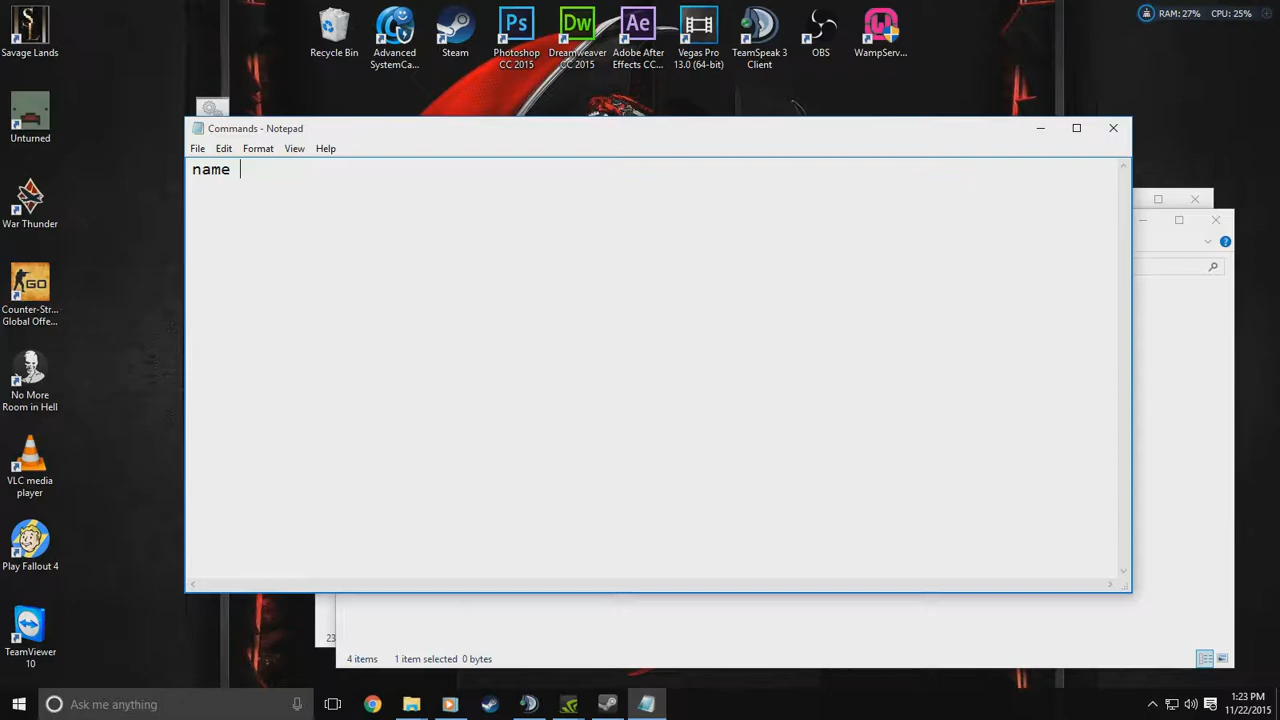 Savage Lands
Recycle Bin
Advanced SystemCa...
Steam
Photoshop CC 2015
Dreamweaver CC 2015
Adobe After Effects CC...
Vegas Pro 13.0 (64-bit)
TeamSpeak 3 Client
OBS
WampServ...
RAM: 27% CPU: 25%
Unturned
War Thunder
Counter-Str... Global Offe...
No More Room in Hell
VLC media player
Play Fallout 4
TeamViewer 10
Commands - Notepad
File Edit Format View Help
name
23
4 items 1 item selected 0 bytes
Ask me anything
1:23 PM
11/22/2015